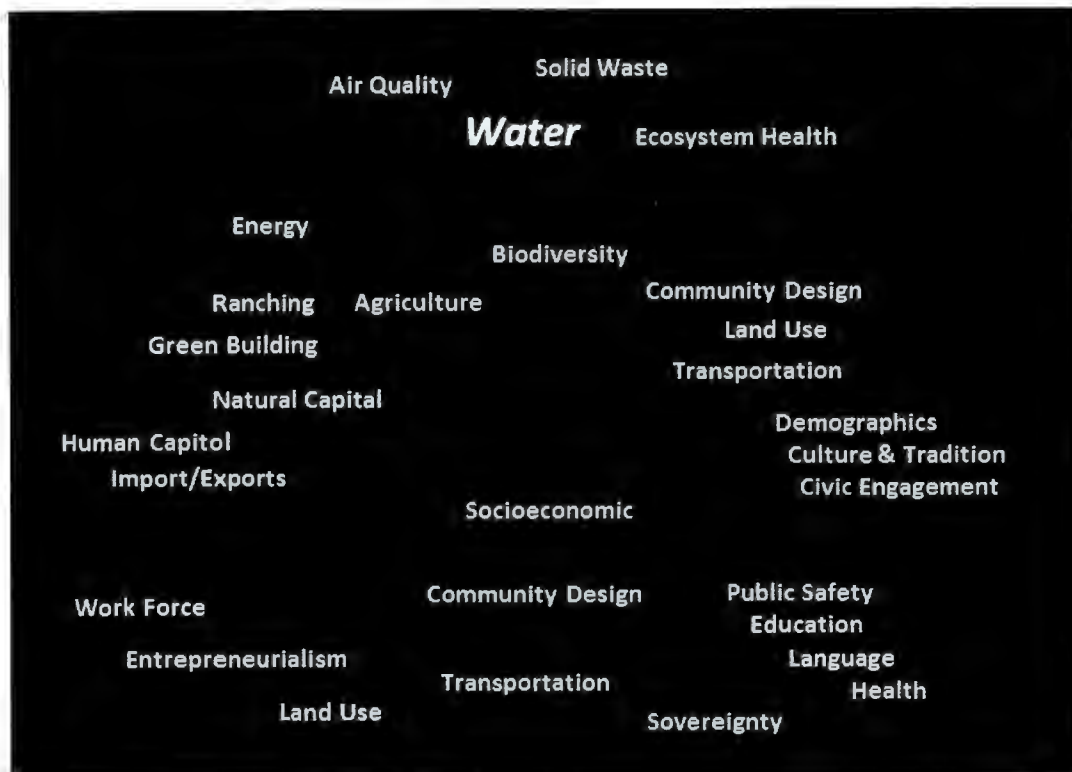 Solid Waste
Air Quality
Water
Ecosystem Health
Energy
Biodiversity
Community Design
Ranching
Agriculture
Land Use
Green Building
Transportation
Natural Capital
Demographics
Human Capitol
Culture & Tradition
Import/Exports
Civic Engagement
Socioeconomic
Community Design
Public Safety
Work Force
Education
Entrepreneurialism
Language
Transportation
Health
Land Use
Sovereignty